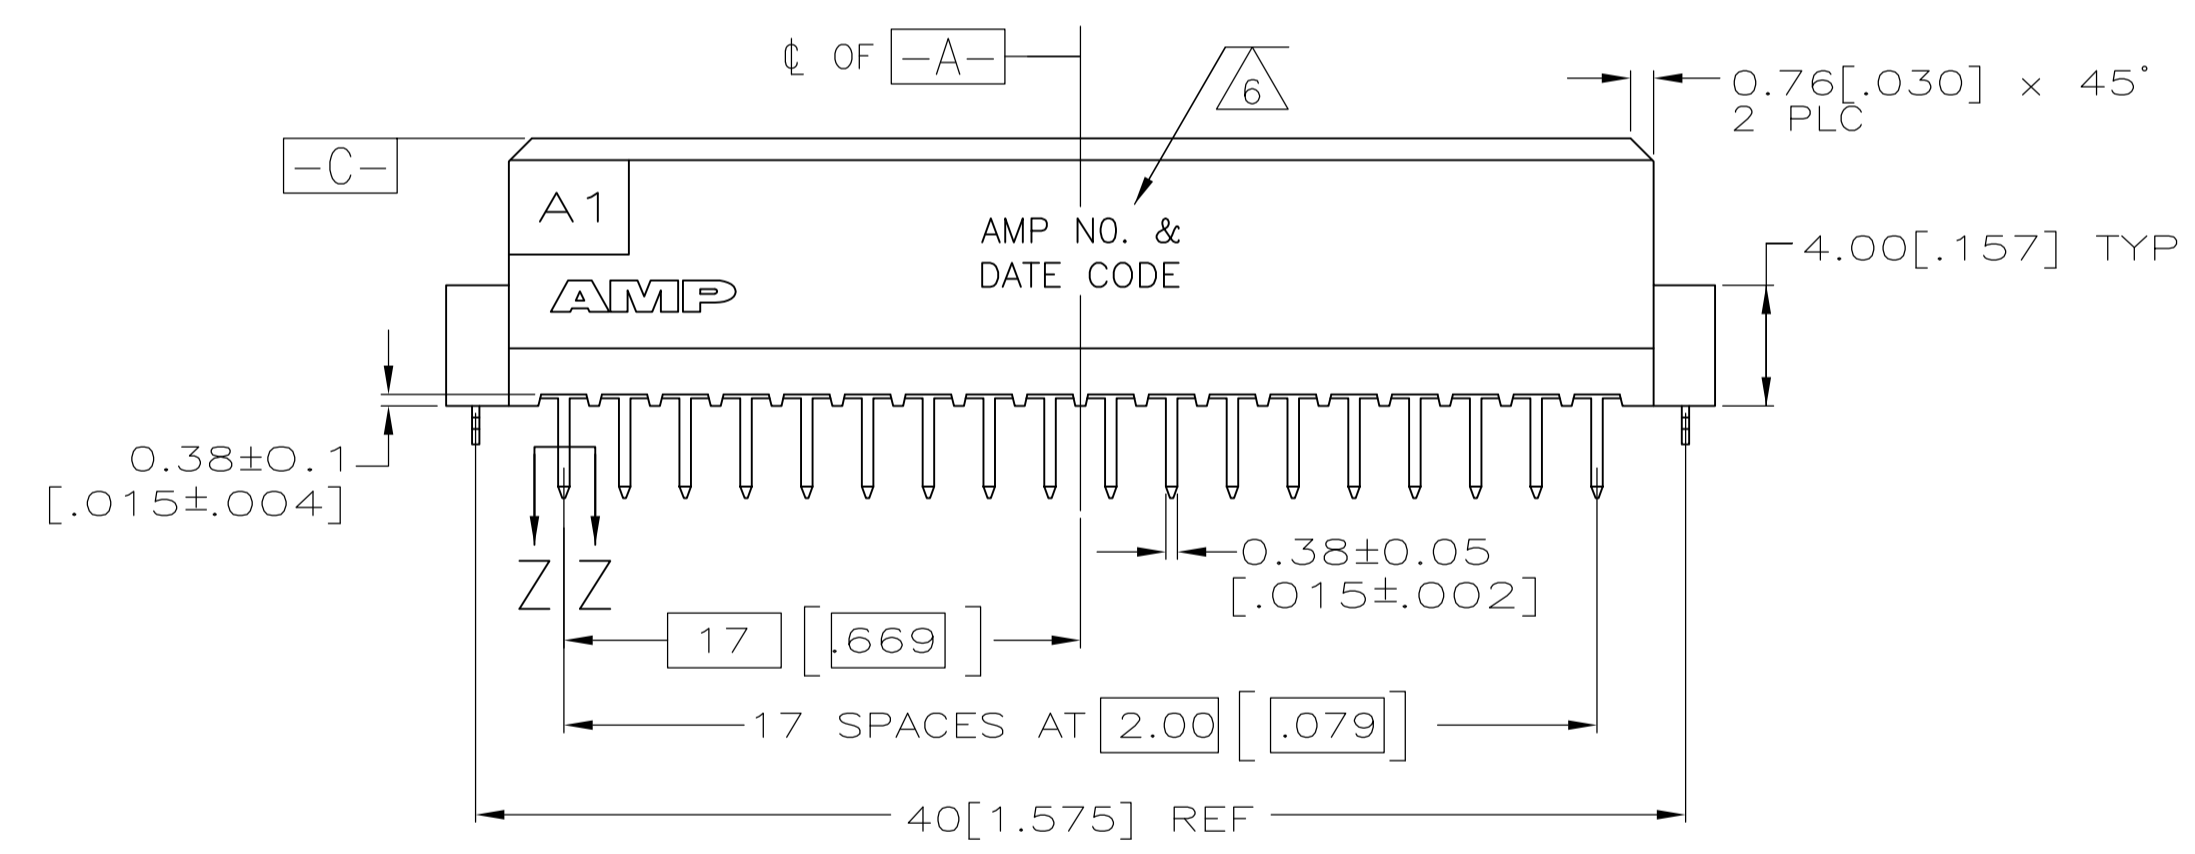 ℄ OF -A-
6
0.76[.030] x 45°
2 PLC
-C-
A1
AMP NO. &
DATE CODE
4.00[.157] TYP
AMP
0.38±0.1
[.015±.004]
Z Z
0.38±0.05
[.015±.002]
17 [.669]
17 SPACES AT 2.00 [.079]
40[1.575] REF